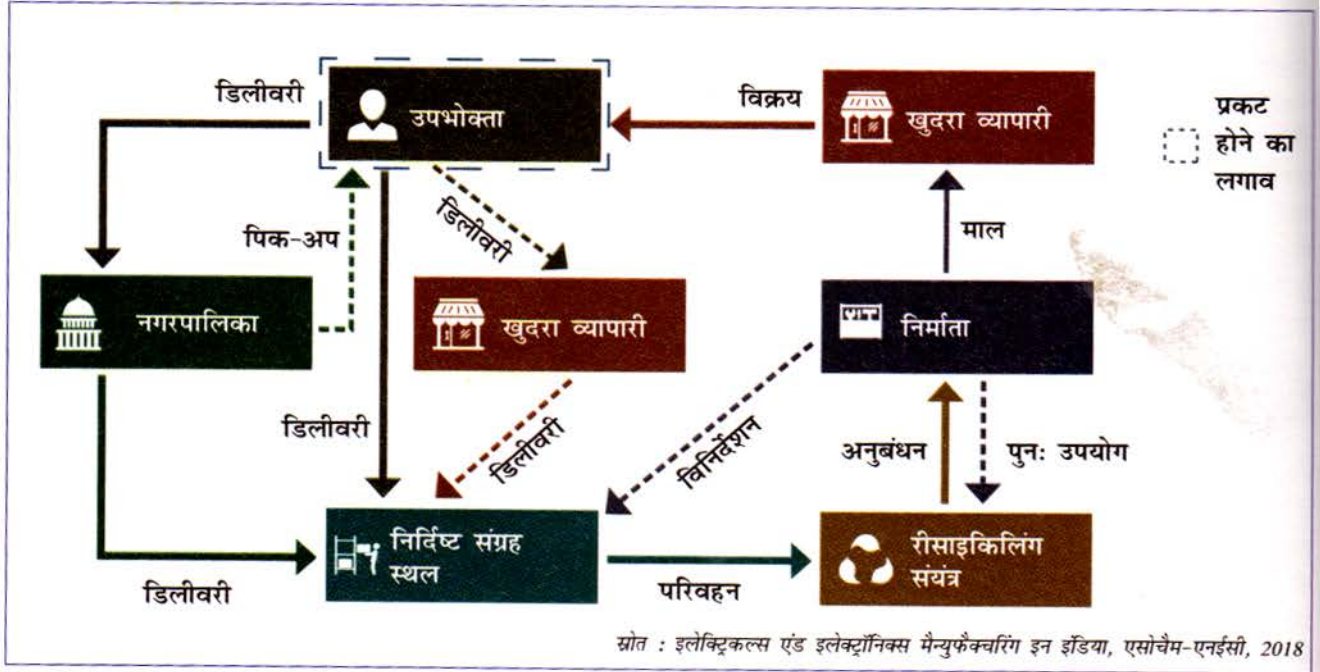 डिलीवरी
उपभोक्ता
विक्रय
खुदरा व्यापारी
प्रकट
होने का
लगाव
पिक-अप
डिलीवरी
माल
नगरपालिका
खुदरा व्यापारी
निर्माता
डिलीवरी
डिलीवरी
विनिर्देशन
अनुबंधन
पुनः उपयोग
निर्दिष्ट संग्रह
स्थल
रीसाइकिलिंग
संयंत्र
डिलीवरी
परिवहन
स्रोत : इलेक्ट्रिकल्स एंड इलेक्ट्रॉनिक्स मैन्युफैक्चरिंग इन इंडिया, एसोचैम-एनईसी, 2018